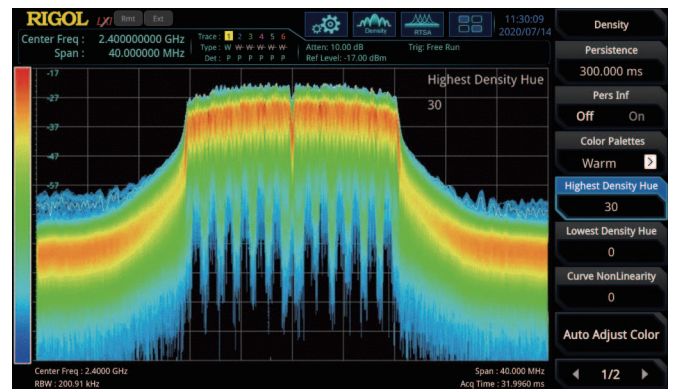 RIGOL LXI Rmt Ext
Center Freq : 2.400000000 GHz
Span : 40.000000 MHz
Trace : 1 2 3 4 5 6
Type : W W W W W W
Det : P P P P P P
Density
RTSA
Atten: 10.00 dB
Ref Level: -17.00 dBm
Trig: Free Run
11:30:09
2020/07/14
-17
-27
-37
-47
-57
Highest Density Hue
30
Center Freq : 2.4000 GHz
RBW : 200.91 kHz
Span : 40.000 MHz
Acq Time : 31.9960 ms
Density
Persistence
300.000 ms
Pers Inf
Off On
Color Palettes
Warm
Highest Density Hue
30
Lowest Density Hue
0
Curve NonLinearity
0
Auto Adjust Color
1/2